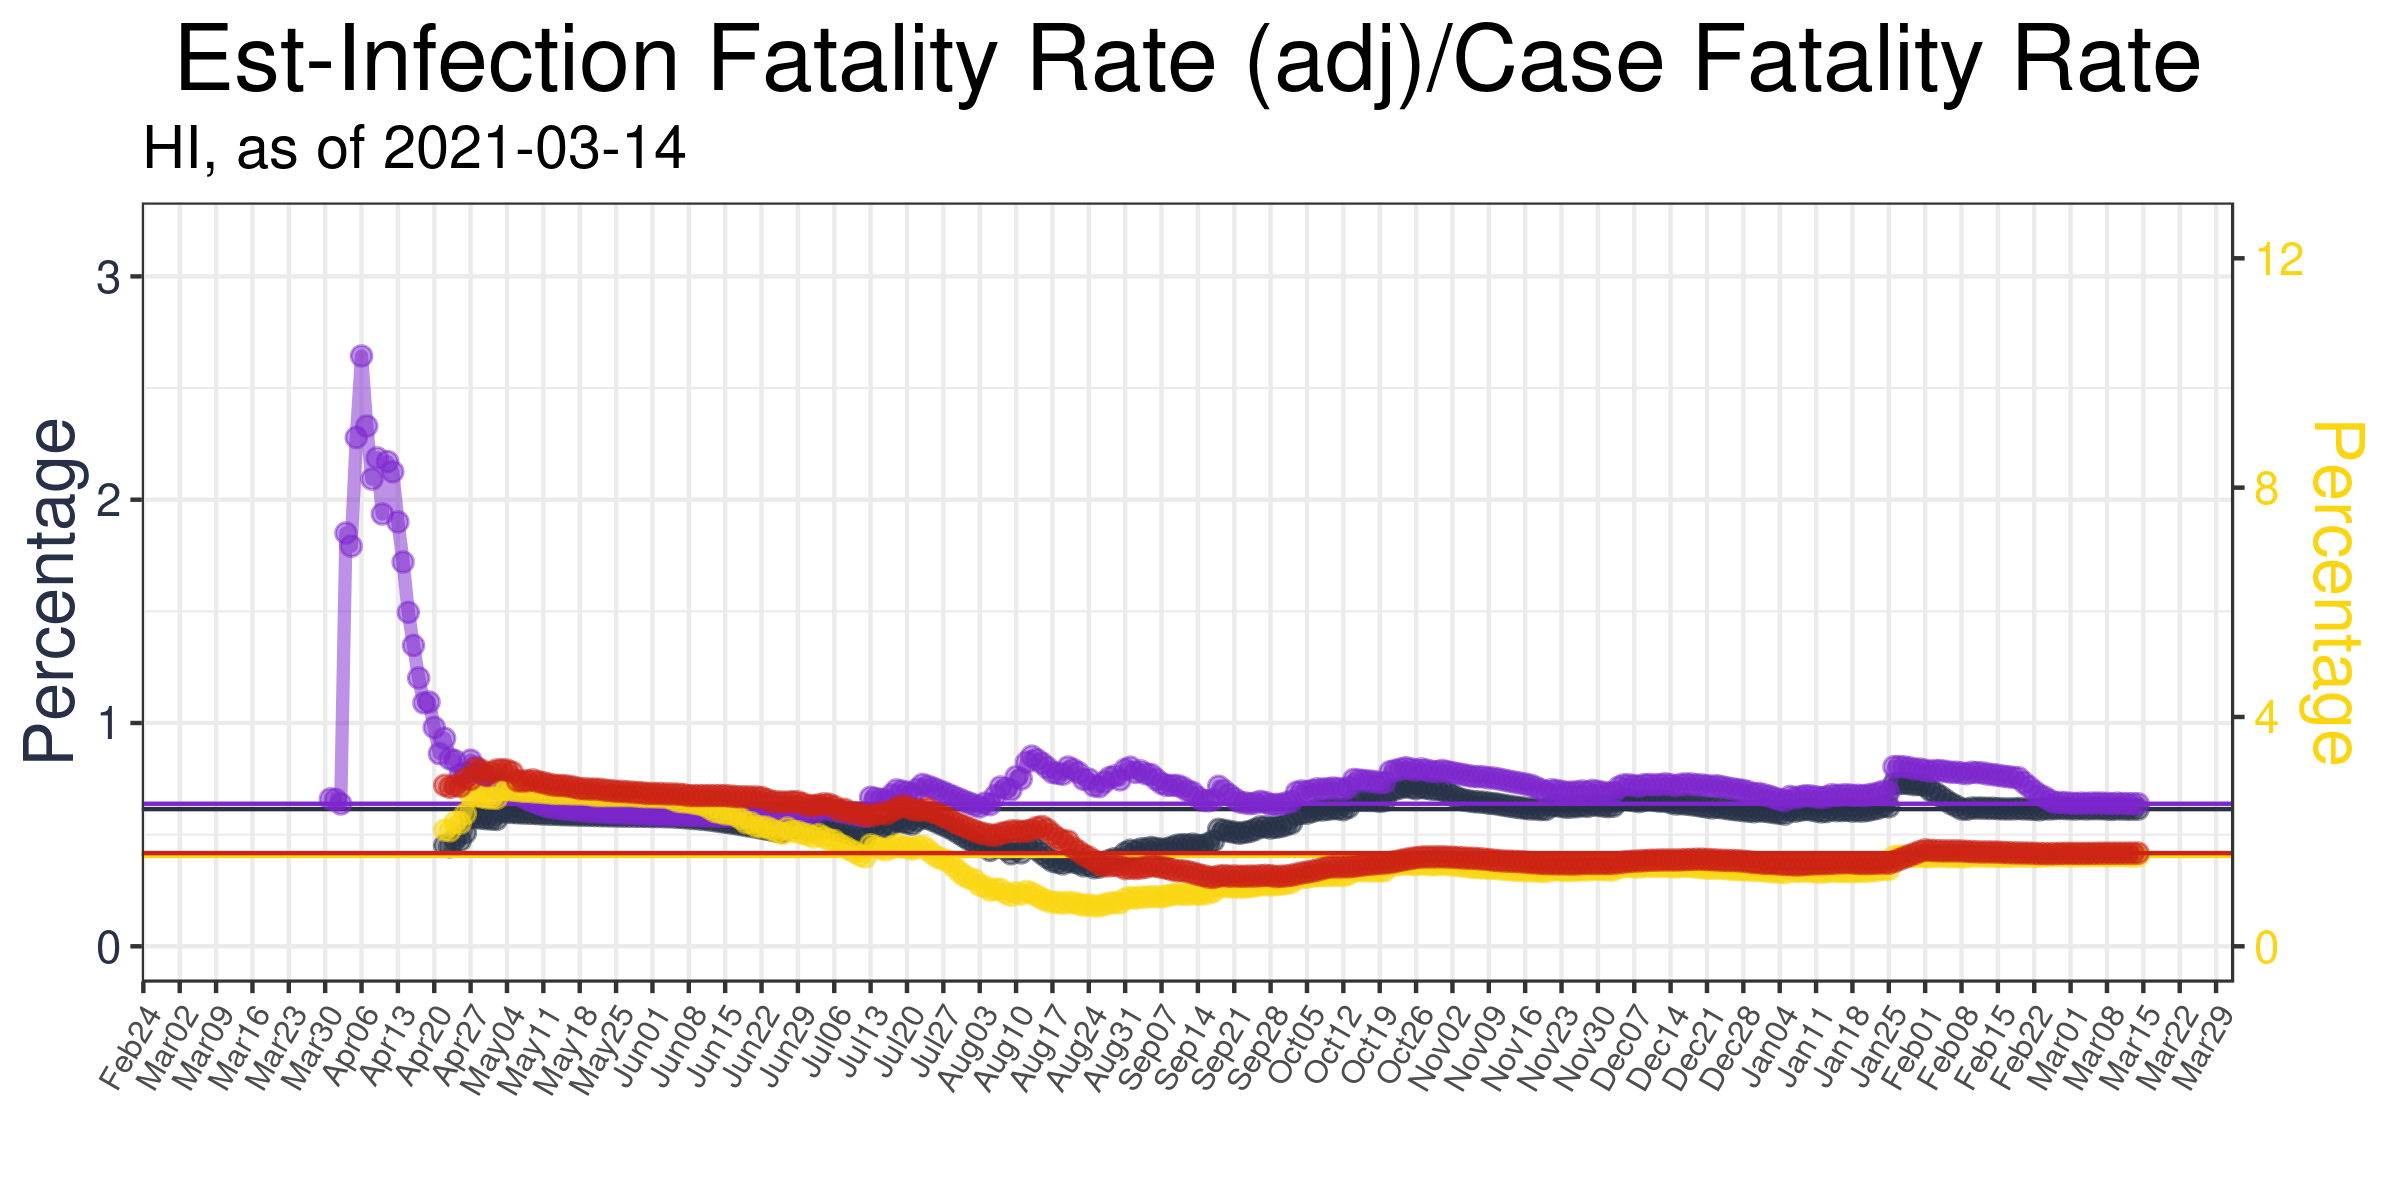 Est-Infection Fatality Rate (adj)/Case Fatality Rate
HI, as of 2021-03-14
Percentage
3
2
1
0
12
8
4
0
Percentage
Feb24
Mar02
Mar09
Mar16
Mar23
Mar30
Apr06
Apr13
Apr20
Apr27
May04
May11
May18
May25
Jun01
Jun08
Jun15
Jun22
Jun29
Jul06
Jul13
Jul20
Jul27
Aug03
Aug10
Aug17
Aug24
Aug31
Sep07
Sep14
Sep21
Sep28
Oct05
Oct12
Oct19
Oct26
Nov02
Nov09
Nov16
Nov23
Nov30
Dec07
Dec14
Dec21
Dec28
Jan04
Jan11
Jan18
Jan25
Feb01
Feb08
Feb15
Feb22
Mar01
Mar08
Mar15
Mar22
Mar29